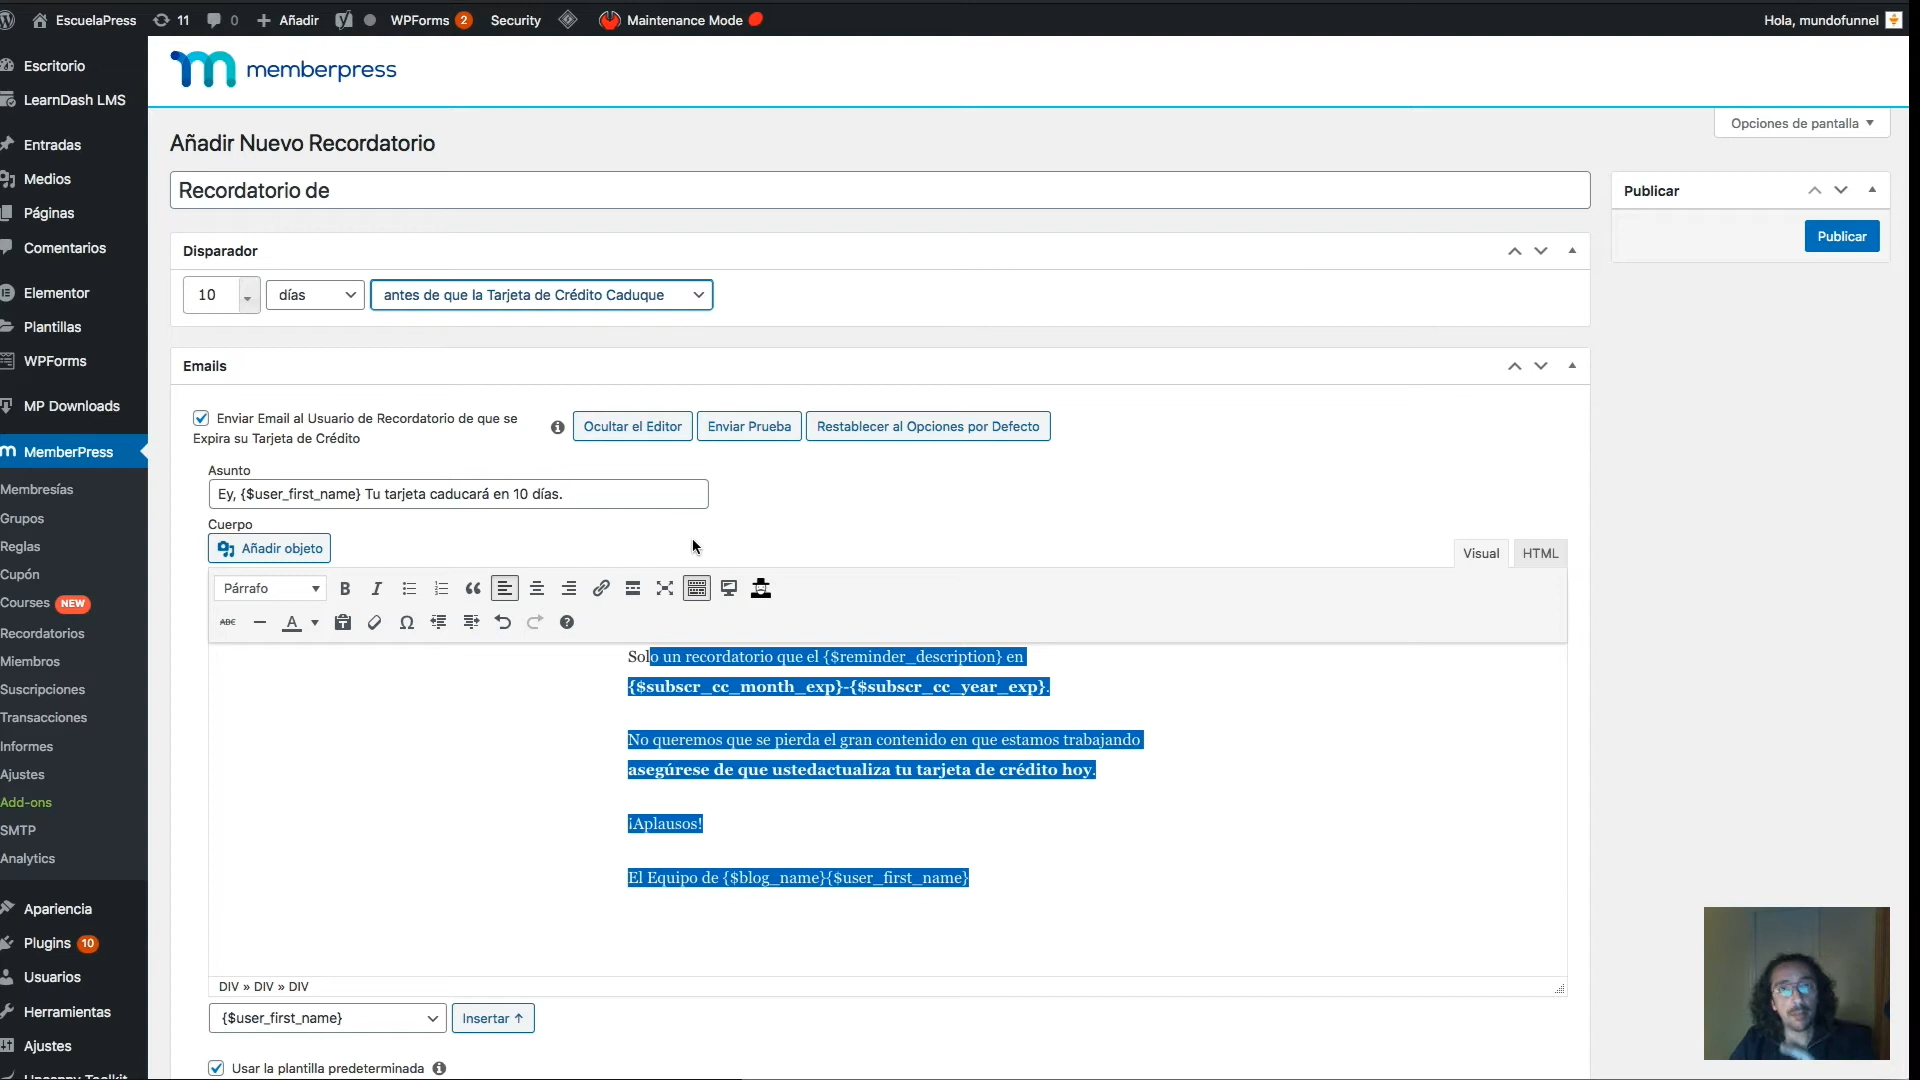 EscuelaPress
11
0
Añadir
WPForms 2
Security
Maintenance Mode
Hola, mundofunnel
Escritorio
LearnDash LMS
Entradas
Medios
Páginas
Comentarios
Elementor
Plantillas
WPForms
MP Downloads
MemberPress
Membresías
Grupos
Reglas
Cupón
Courses NEW
Recordatorios
Miembros
Suscripciones
Transacciones
Informes
Ajustes
Add-ons
SMTP
Analytics
Apariencia
Plugins 10
Usuarios
Herramientas
Ajustes
memberpress
Opciones de pantalla
Añadir Nuevo Recordatorio
Recordatorio de
Disparador
10
días
antes de que la Tarjeta de Crédito Caduque
Emails
Enviar Email al Usuario de Recordatorio de que se
Expira su Tarjeta de Crédito
Ocultar el Editor
Enviar Prueba
Restablecer al Opciones por Defecto
Asunto
Ey, {$user_first_name} Tu tarjeta caducará en 10 días.
Cuerpo
Añadir objeto
Visual
HTML
Párrafo
B
I
ABC
A
Ω
Solo un recordatorio que el {$reminder_description} en
{$subscr_cc_month_exp}-{$subscr_cc_year_exp}.
No queremos que se pierda el gran contenido en que estamos trabajando
asegúrese de que ustedactualiza tu tarjeta de crédito hoy.
¡Aplausos!
El Equipo de {$blog_name}{$user_first_name}
DIV » DIV » DIV
{$user_first_name}
Insertar ↑
Usar la plantilla predeterminada
Publicar
Publicar